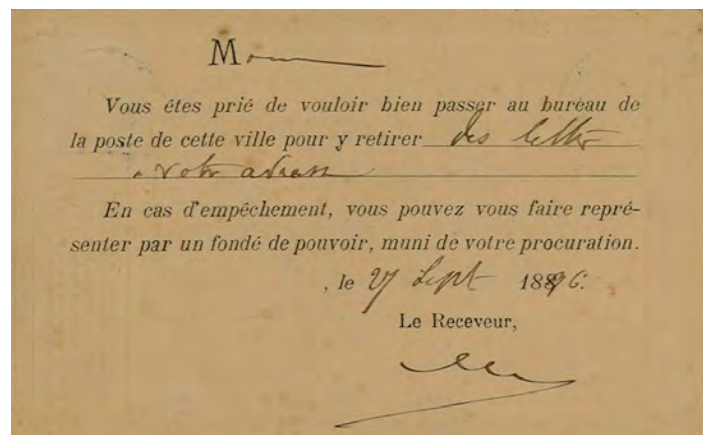 M
Vous êtes prié de vouloir bien passer au bureau de
la poste de cette ville pour y retirer des lettres
à votre adresse
En cas d'empêchement, vous pouvez vous faire repré-
senter par un fondé de pouvoir, muni de votre procuration.
, le 27 Sept 1896.
Le Receveur,